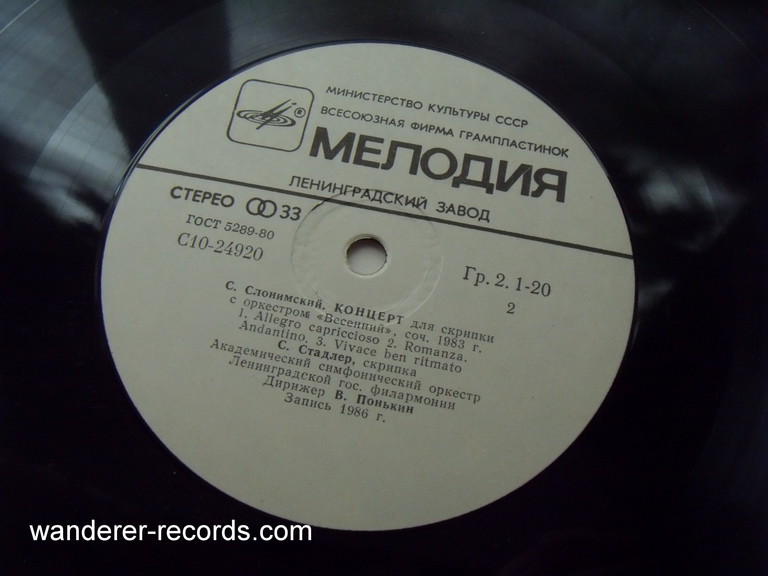 МИНИСТЕРСТВО КУЛЬТУРЫ СССР
ВСЕСОЮЗНАЯ ФИРМА ГРАМПЛАСТИНОК
®
МЕЛОДИЯ
ЛЕНИНГРАДСКИЙ ЗАВОД
СТЕРЕО 33
ГОСТ 5289-80
С10-24920
Гр. 2. 1-20
2
С. Слонимский. КОНЦЕРТ для скрипки
с оркестром «Весенний», соч. 1983 г.
1. Allegro capriccioso 2. Romanza.
Andantino. 3. Vivace ben ritmato
С. Стадлер, скрипка
Академический симфонический оркестр
Ленинградской гос. филармонии
Дирижер В. Понькин
Запись 1986 г.
wanderer-records.com